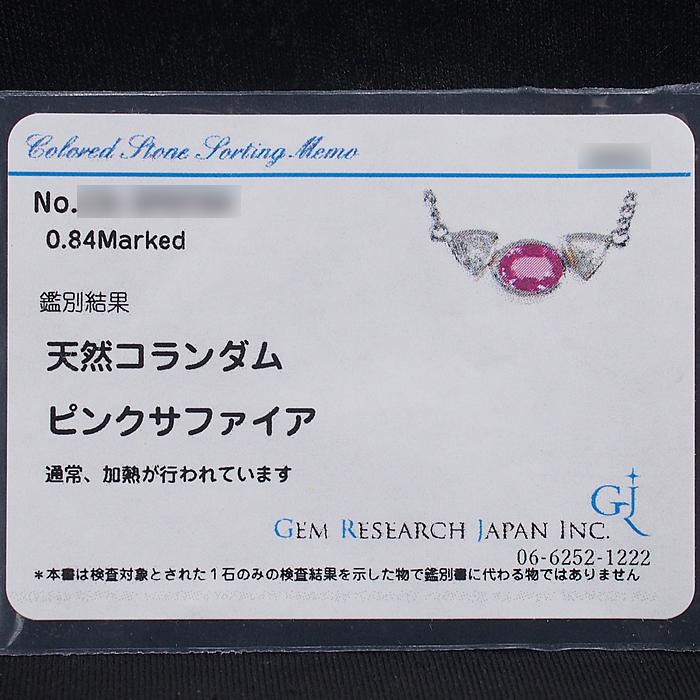 Colored Stone Sorting Memo
No.
0.84Marked
鑑別結果
天然コランダム
ピンクサファイア
通常、加熱が行われています
GJ
GEM RESEARCH JAPAN INC.
06-6252-1222
＊本書は検査対象とされた１石のみの検査結果を示した物で鑑別書に代わる物ではありません